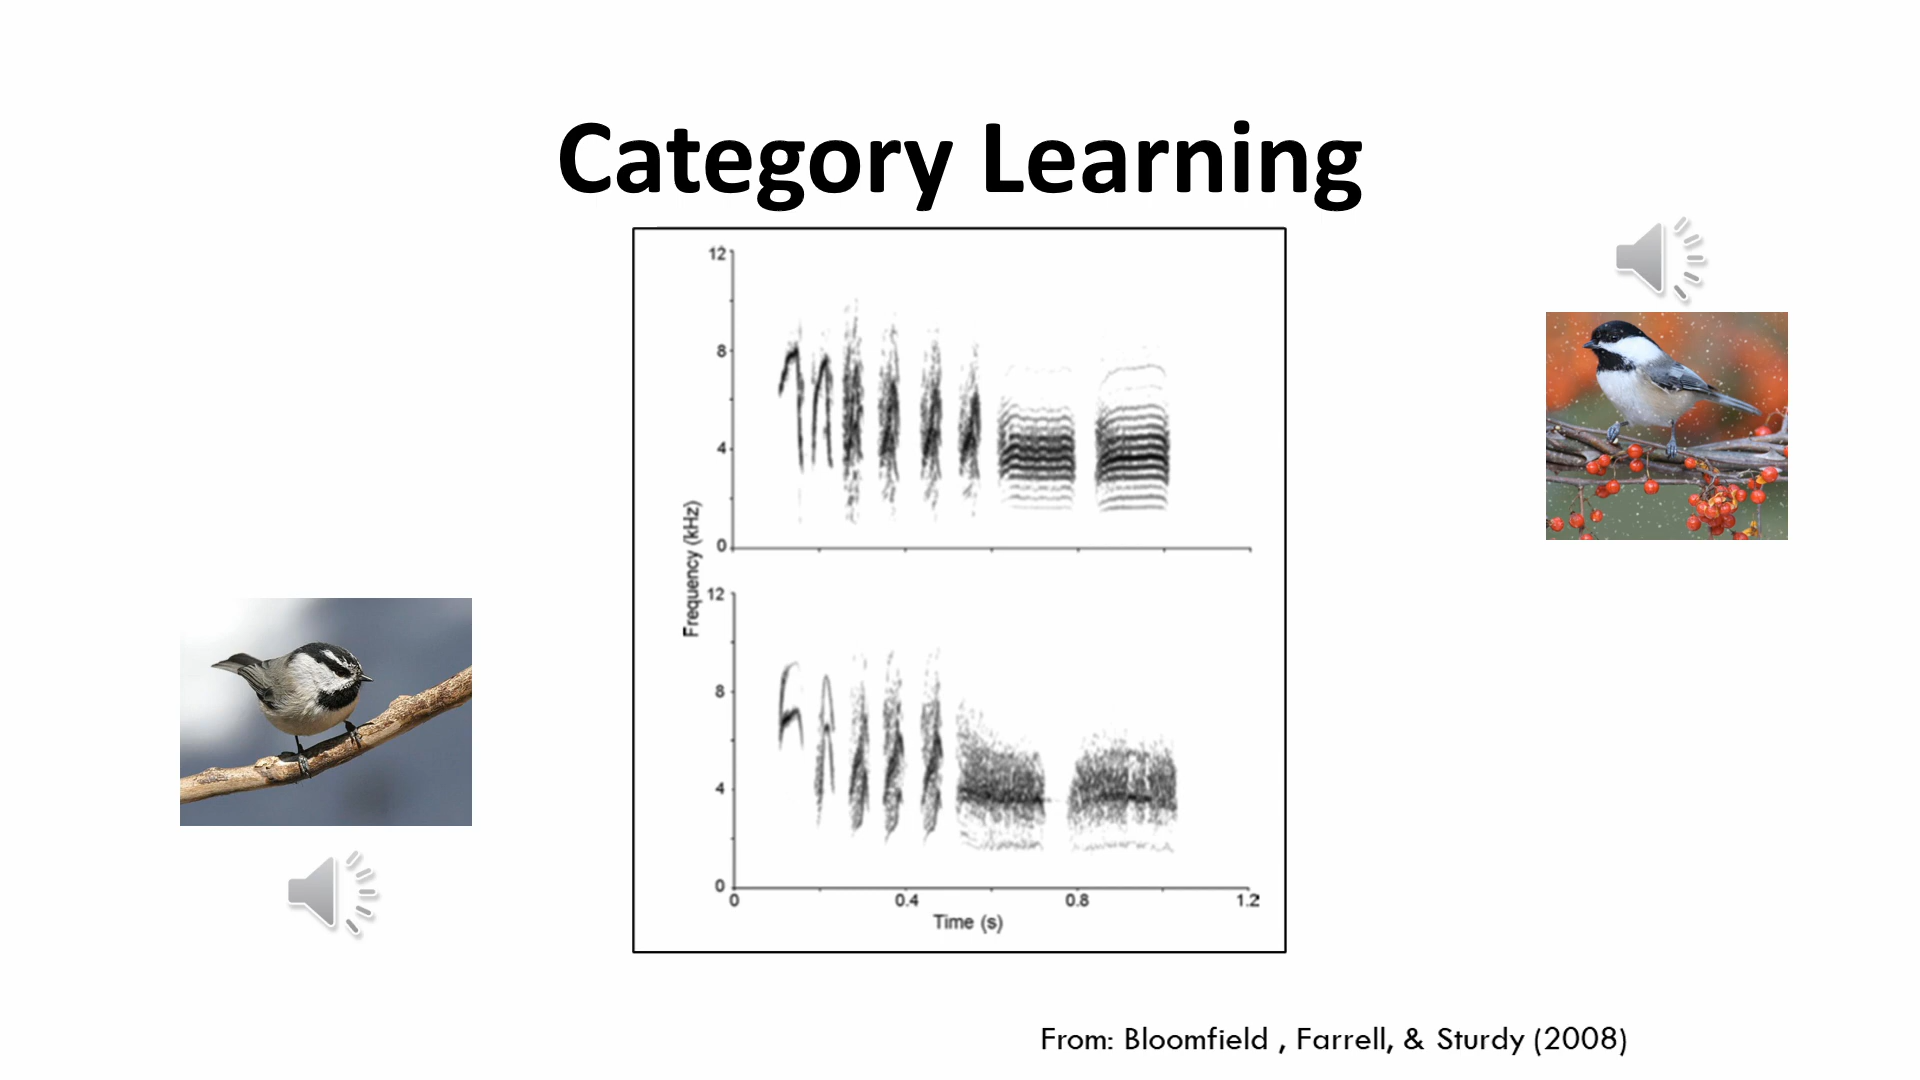 Category Learning
12
8
4
0
Frequency (kHz)
12
8
4
0
0 0.4 0.8 1.2
Time (s)
From: Bloomfield , Farrell, & Sturdy (2008)